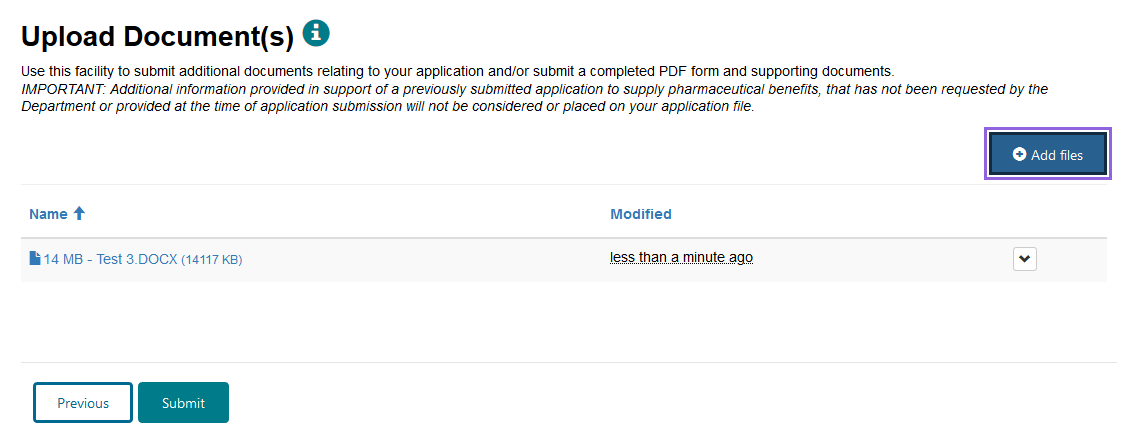 Upload Document(s)
Use this facility to submit additional documents relating to your application and/or submit a completed PDF form and supporting documents.
IMPORTANT: Additional information provided in support of a previously submitted application to supply pharmaceutical benefits, that has not been requested by the
Department or provided at the time of application submission will not be considered or placed on your application file.
Add files
Name Modified
14 MB - Test 3.DOCX (14117 KB) less than a minute ago
Previous Submit